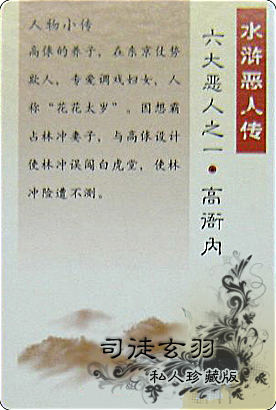 水浒恶人传
六大恶人之一•高衙内
人物小传
高俅的养子，在东京仗势
欺人，专爱调戏妇女，人
称“花花太岁”。因想霸
占林冲妻子，与高俅设计
使林冲误闯白虎堂，使林
冲险遭不测。
司徒玄羽
私人珍藏版